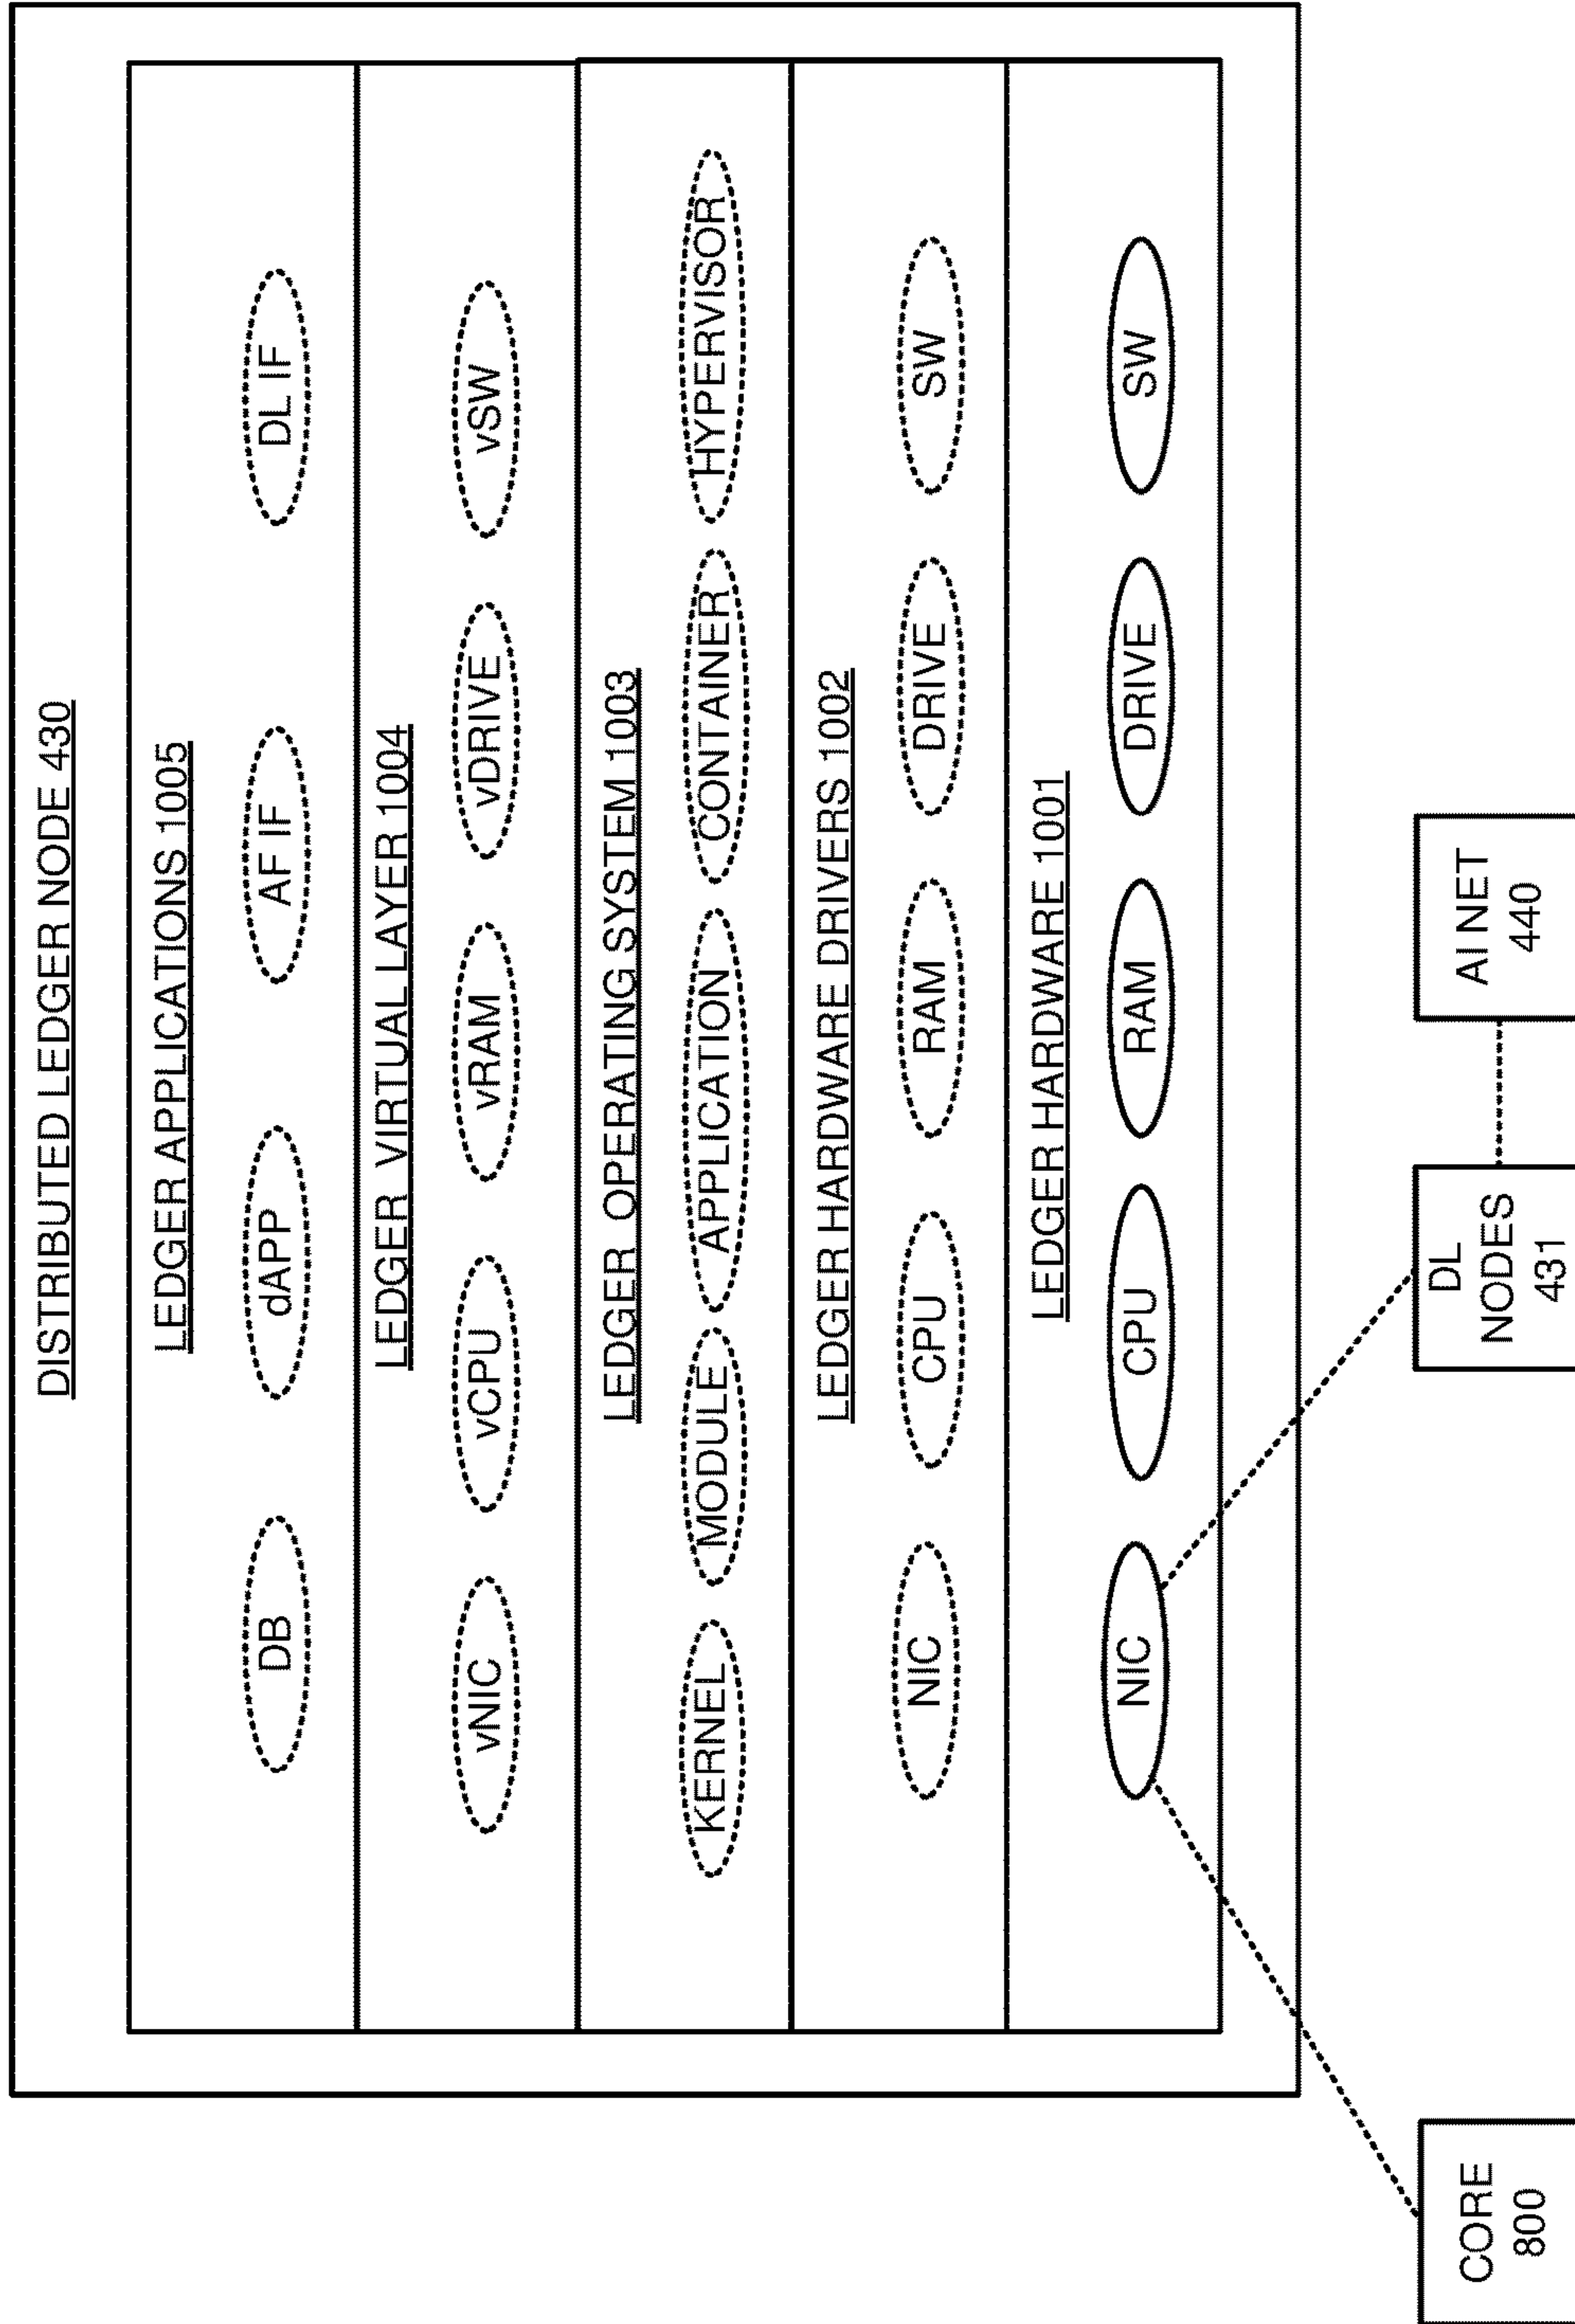 DISTRIBUTED LEDGER NODE 430
LEDGER APPLICATIONS 1005
DB dAPP AF IF DL IF
LEDGER VIRTUAL LAYER 1004
vNIC vCPU vRAM vDRIVE vSW
LEDGER OPERATING SYSTEM 1003
KERNEL MODULE APPLICATION CONTAINER HYPERVISOR
LEDGER HARDWARE DRIVERS 1002
NIC CPU RAM DRIVE SW
LEDGER HARDWARE 1001
NIC CPU RAM DRIVE SW
CORE
800
DL
NODES
431
AI NET
440